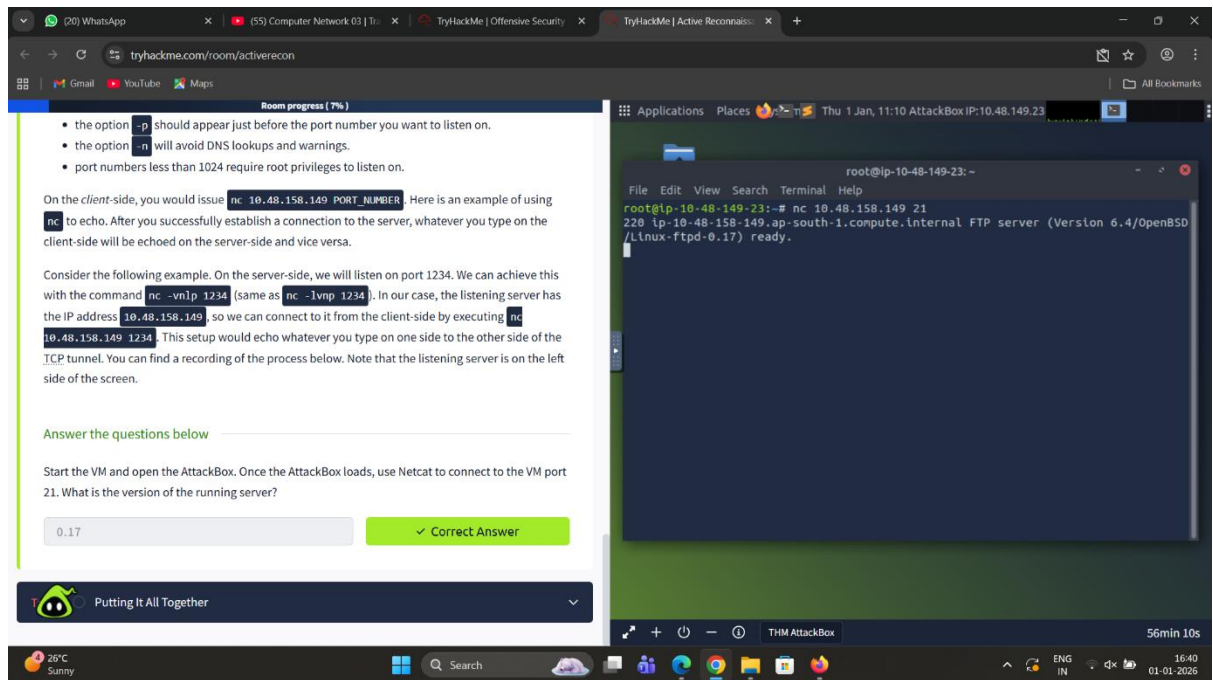 (20) WhatsApp
(55) Computer Network 03 | Tra
TryHackMe | Offensive Security
TryHackMe | Active Reconnaissa
tryhackme.com/room/activerecon
Gmail
YouTube
Maps
All Bookmarks
Room progress ( 7% )
• the option -p should appear just before the port number you want to listen on.
• the option -n will avoid DNS lookups and warnings.
• port numbers less than 1024 require root privileges to listen on.
On the client-side, you would issue nc 10.48.158.149 PORT_NUMBER . Here is an example of using
nc to echo. After you successfully establish a connection to the server, whatever you type on the
client-side will be echoed on the server-side and vice versa.
Consider the following example. On the server-side, we will listen on port 1234. We can achieve this
with the command nc -vnlp 1234 (same as nc -lvnp 1234 ). In our case, the listening server has
the IP address 10.48.158.149 , so we can connect to it from the client-side by executing nc
10.48.158.149 1234 . This setup would echo whatever you type on one side to the other side of the
TCP tunnel. You can find a recording of the process below. Note that the listening server is on the left
side of the screen.
Answer the questions below
Start the VM and open the AttackBox. Once the AttackBox loads, use Netcat to connect to the VM port
21. What is the version of the running server?
0.17
✓ Correct Answer
Putting It All Together
Applications Places Thu 1 Jan, 11:10 AttackBox IP:10.48.149.23
root@ip-10-48-149-23: ~
File Edit View Search Terminal Help
root@ip-10-48-149-23:~# nc 10.48.158.149 21
220 ip-10-48-158-149.ap-south-1.compute.internal FTP server (Version 6.4/OpenBSD
/Linux-ftpd-0.17) ready.
THM AttackBox
56min 10s
4
26°C
Sunny
Search
ENG
IN
16:40
01-01-2026